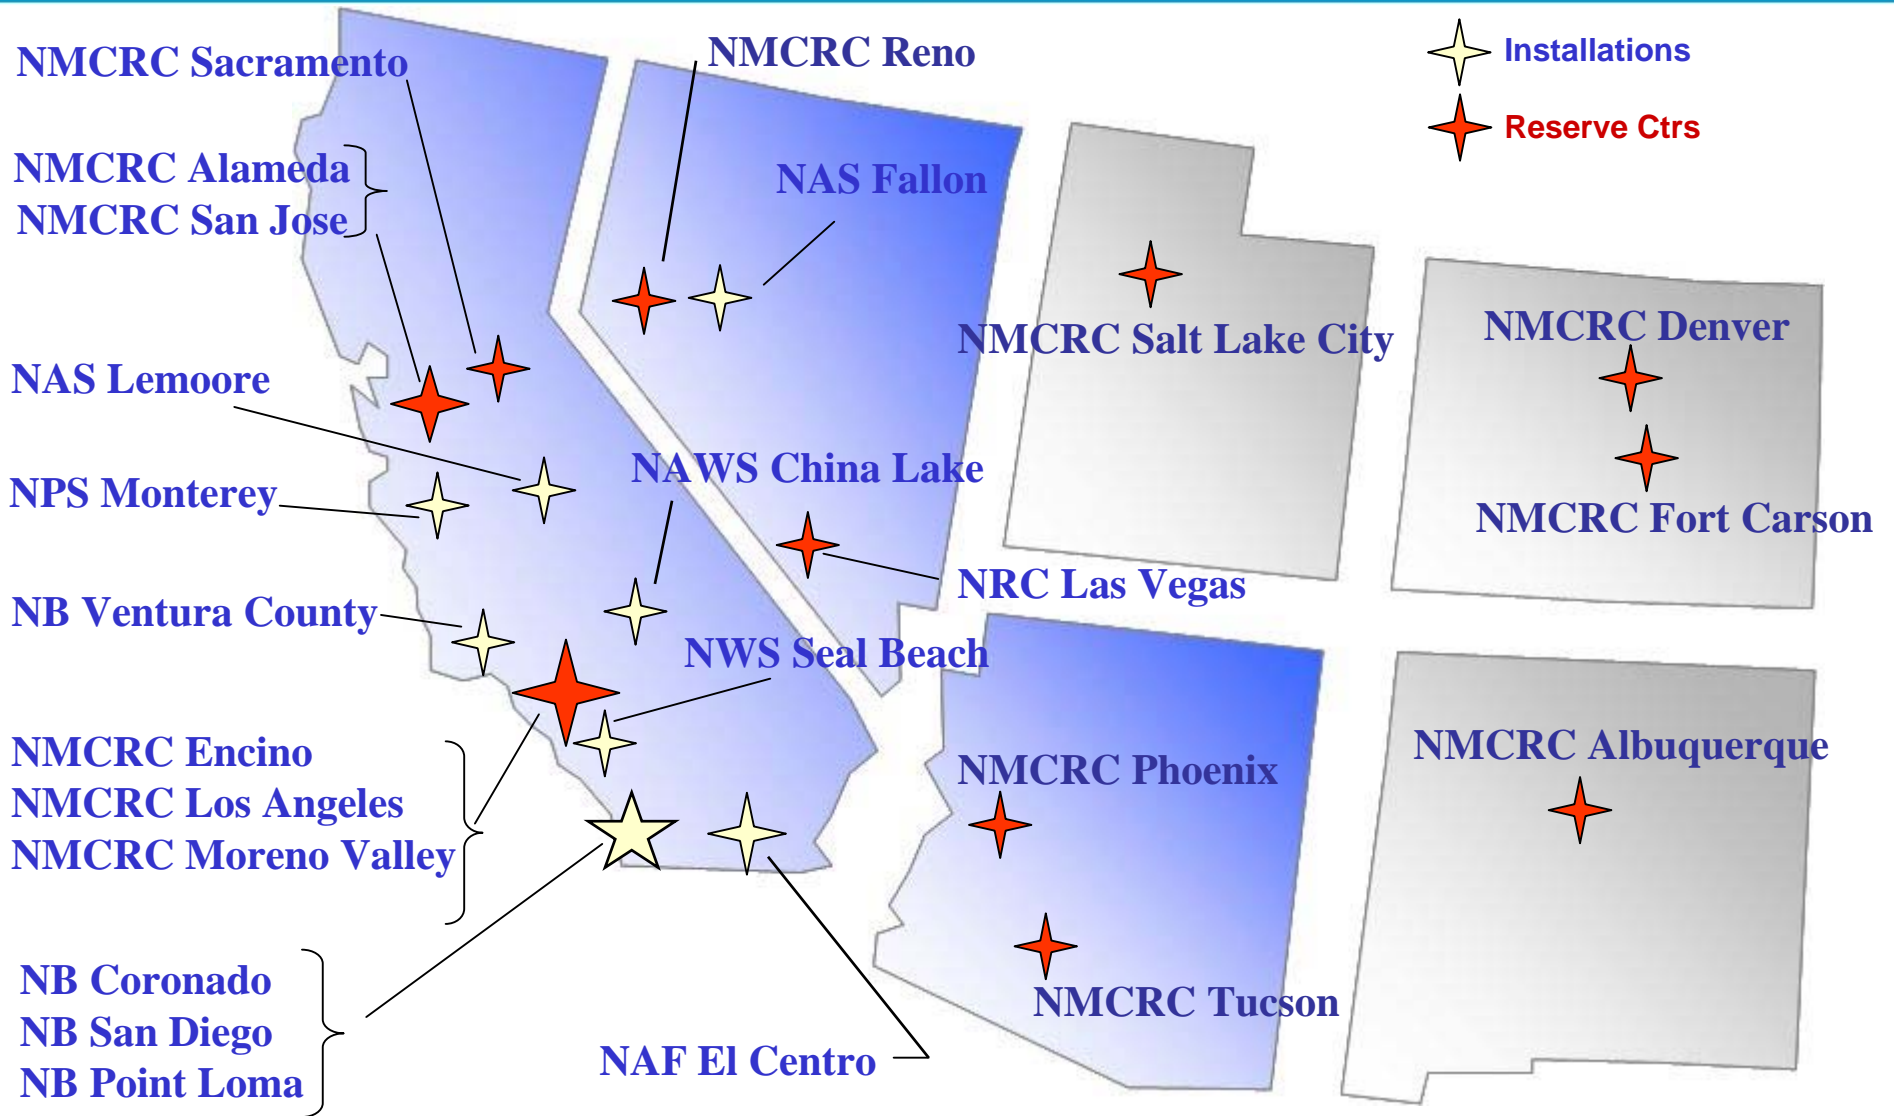 NMCRC Sacramento
NMCRC Reno
Installations
Reserve Ctrs
NMCRC Alameda
NMCRC San Jose
NAS Fallon
NMCRC Salt Lake City
NMCRC Denver
NAS Lemoore
NAWS China Lake
NPS Monterey
NMCRC Fort Carson
NRC Las Vegas
NB Ventura County
NWS Seal Beach
NMCRC Encino
NMCRC Los Angeles
NMCRC Moreno Valley
NMCRC Phoenix
NMCRC Albuquerque
NB Coronado
NB San Diego
NB Point Loma
NAF El Centro
NMCRC Tucson